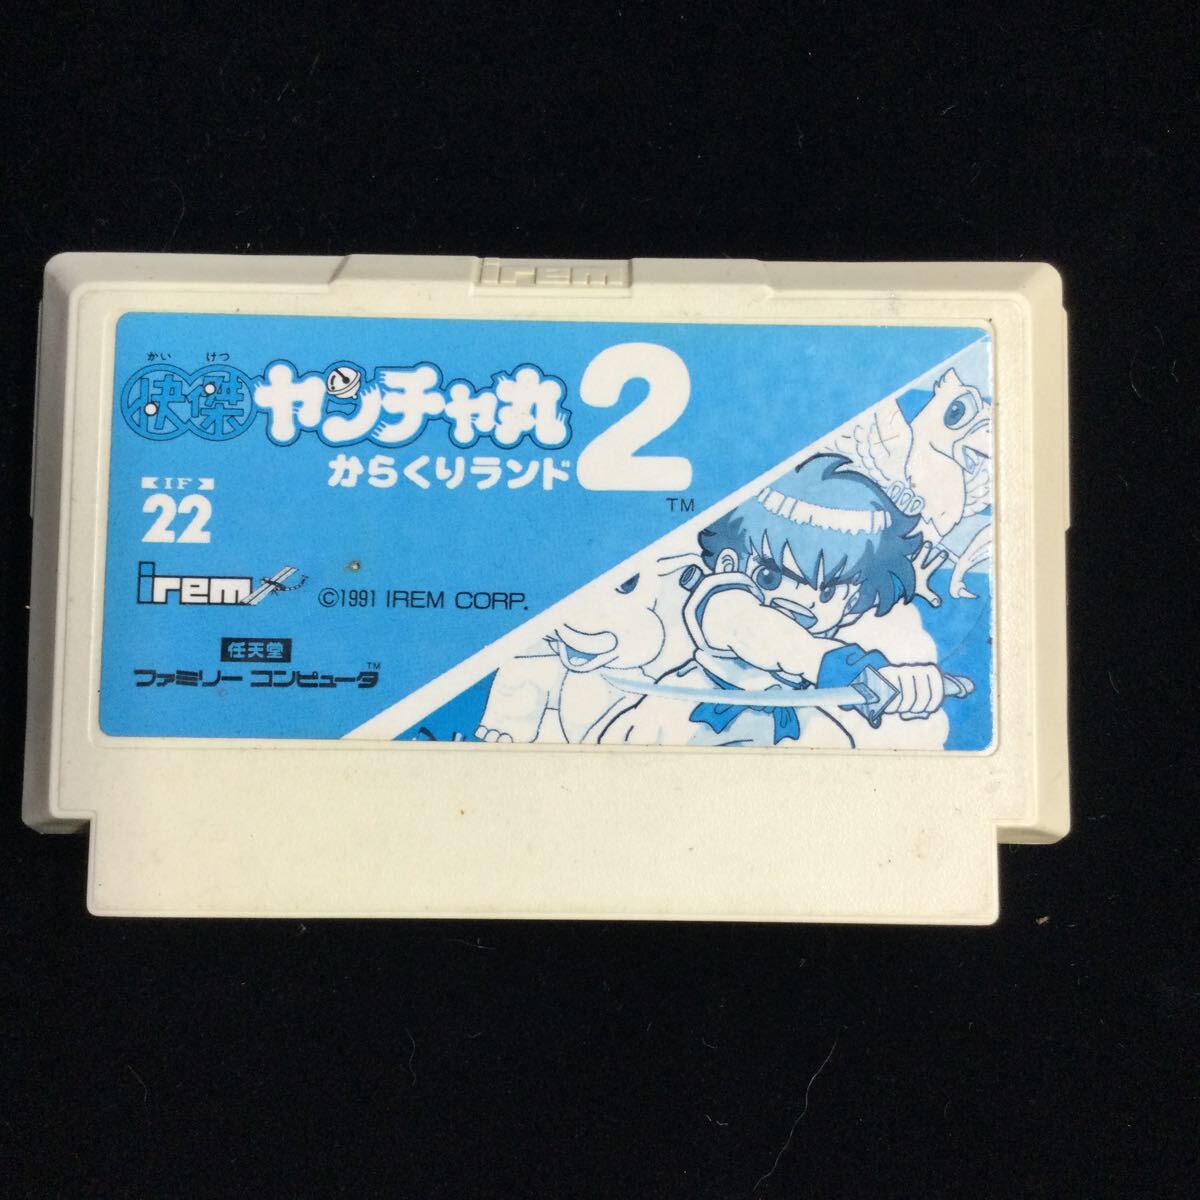 irem
かい けつ
快傑 ヤンチャ丸2
からくりランド
TM
IF
22
irem
©1991 IREM CORP.
任天堂
ファミリー コンピュータ TM